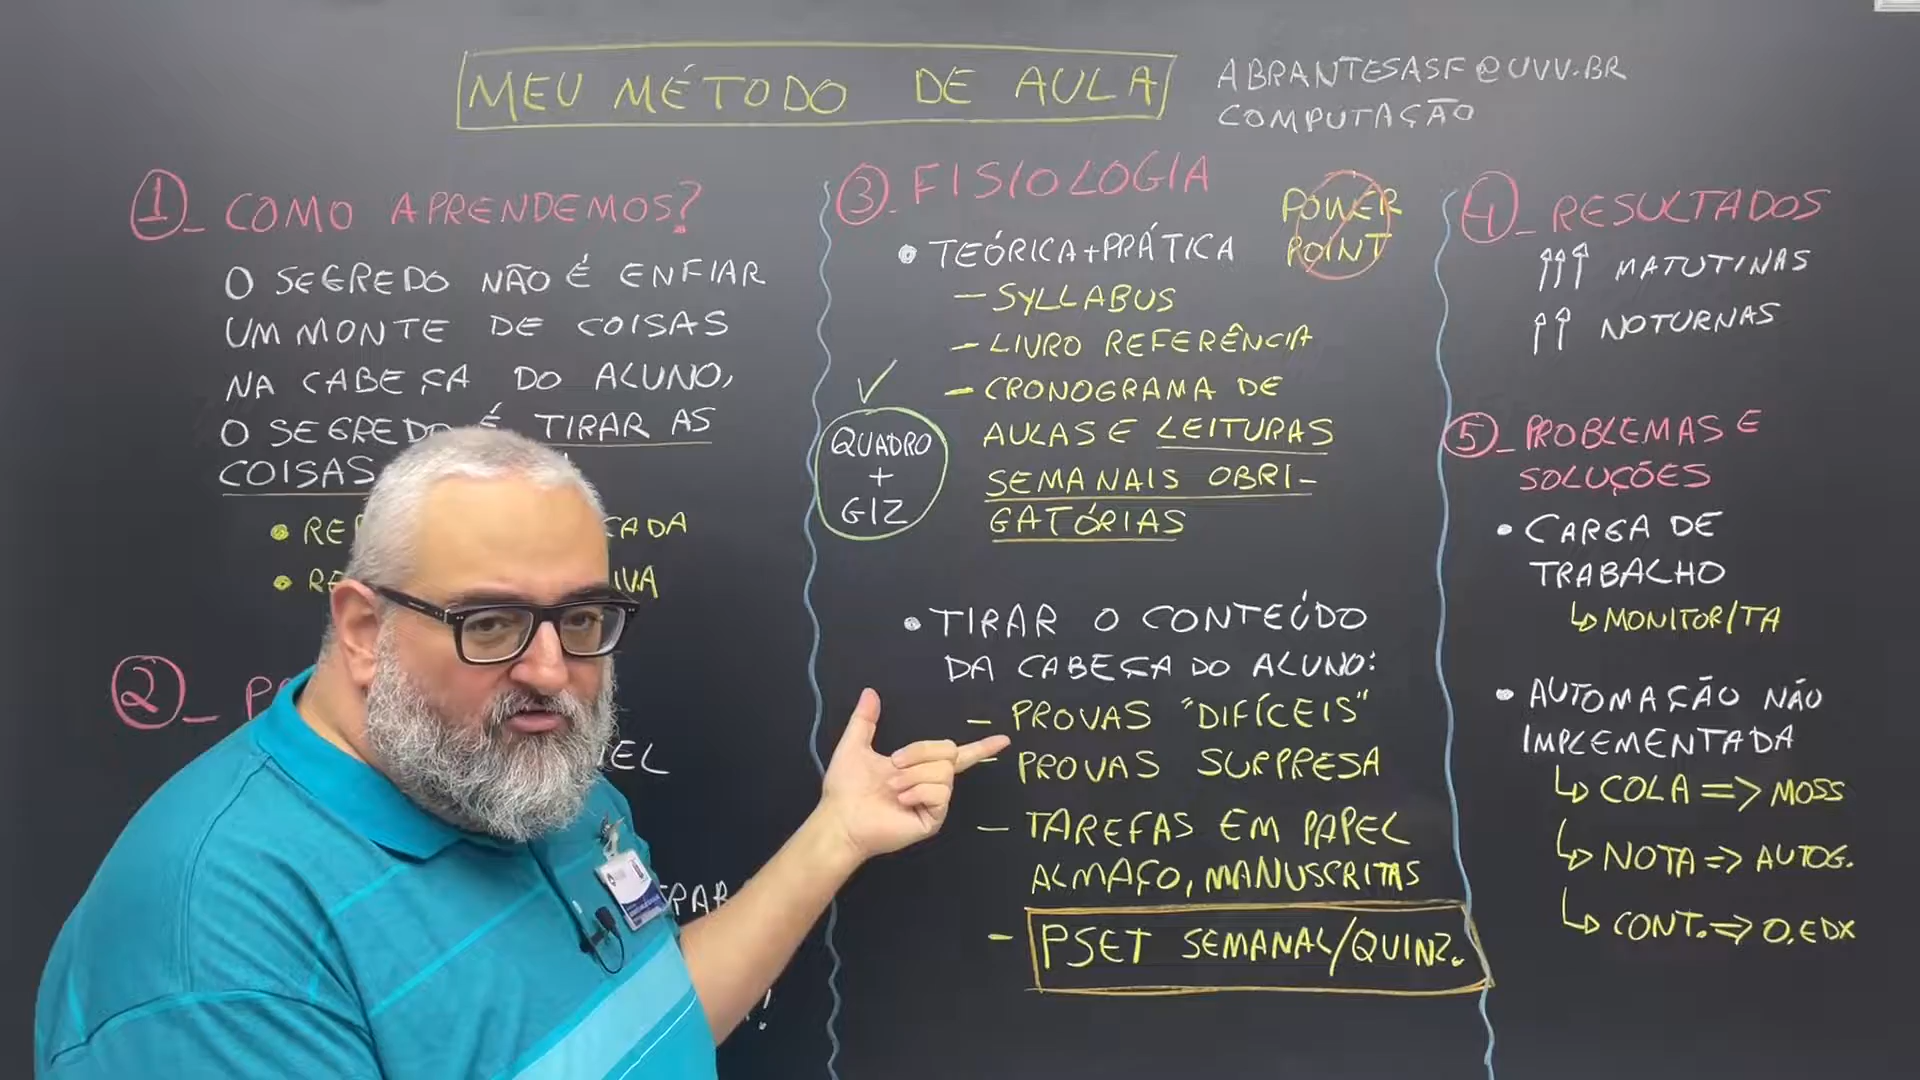 MEU MÉTODO DE AULA
ABRANTESASF@UVV.BR
COMPUTAÇÃO
1_ COMO APRENDEMOS?
O SEGREDO NÃO É ENFIAR
UM MONTE DE COISAS
NA CABEÇA DO ALUNO,
O SEGREDO É TIRAR AS
COISAS
2_
3_ FISIOLOGIA
POWER
POINT
• TEÓRICA+PRÁTICA
- SYLLABUS
- LIVRO REFERÊNCIA
- CRONOGRAMA DE
AULAS E LEITURAS
SEMANAIS OBRI-
GATÓRIAS
✓
QUADRO
+
GIZ
• TIRAR O CONTEÚDO
DA CABEÇA DO ALUNO:
- PROVAS "DIFÍCEIS"
- PROVAS SURPRESA
- TAREFAS EM PAPEL
ALMAÇO, MANUSCRITAS
- PSET SEMANAL/QUINZ.
4_ RESULTADOS
↑↑↑ MATUTINAS
↑↑ NOTURNAS
5_ PROBLEMAS E
SOLUÇÕES
• CARGA DE
TRABALHO
↳ MONITOR/TA
• AUTOMAÇÃO NÃO
IMPLEMENTADA
↳ COLA => MOSS
↳ NOTA => AUTOG.
↳ CONT. => O.EDX